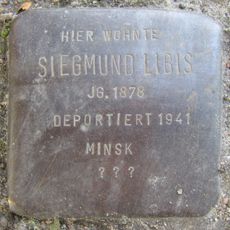 HIER WOHNTE
SIEGMUND LIBIS
JG. 1878
DEPORTIERT 1941
MINSK
? ? ?